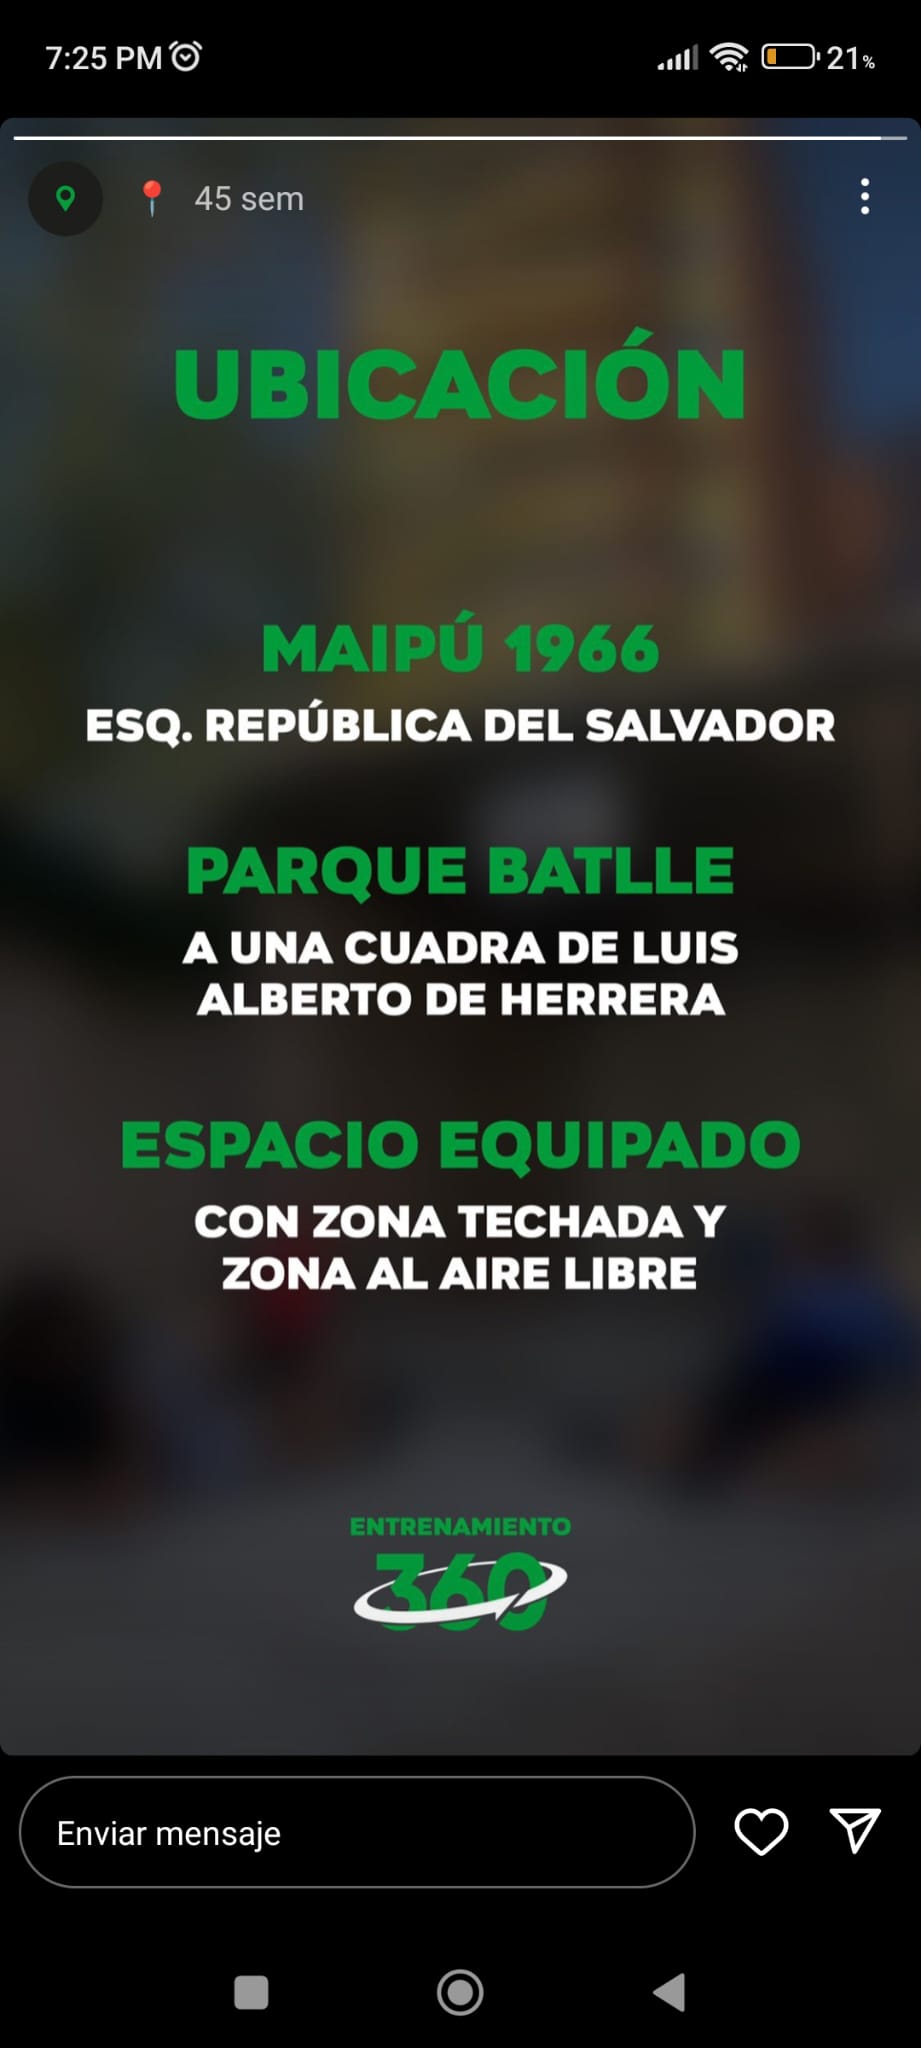 7:25 PM
21%
45 sem
UBICACIÓN
MAIPÚ 1966
ESQ. REPÚBLICA DEL SALVADOR
PARQUE BATLLE
A UNA CUADRA DE LUIS
ALBERTO DE HERRERA
ESPACIO EQUIPADO
CON ZONA TECHADA Y
ZONA AL AIRE LIBRE
ENTRENAMIENTO
360
Enviar mensaje